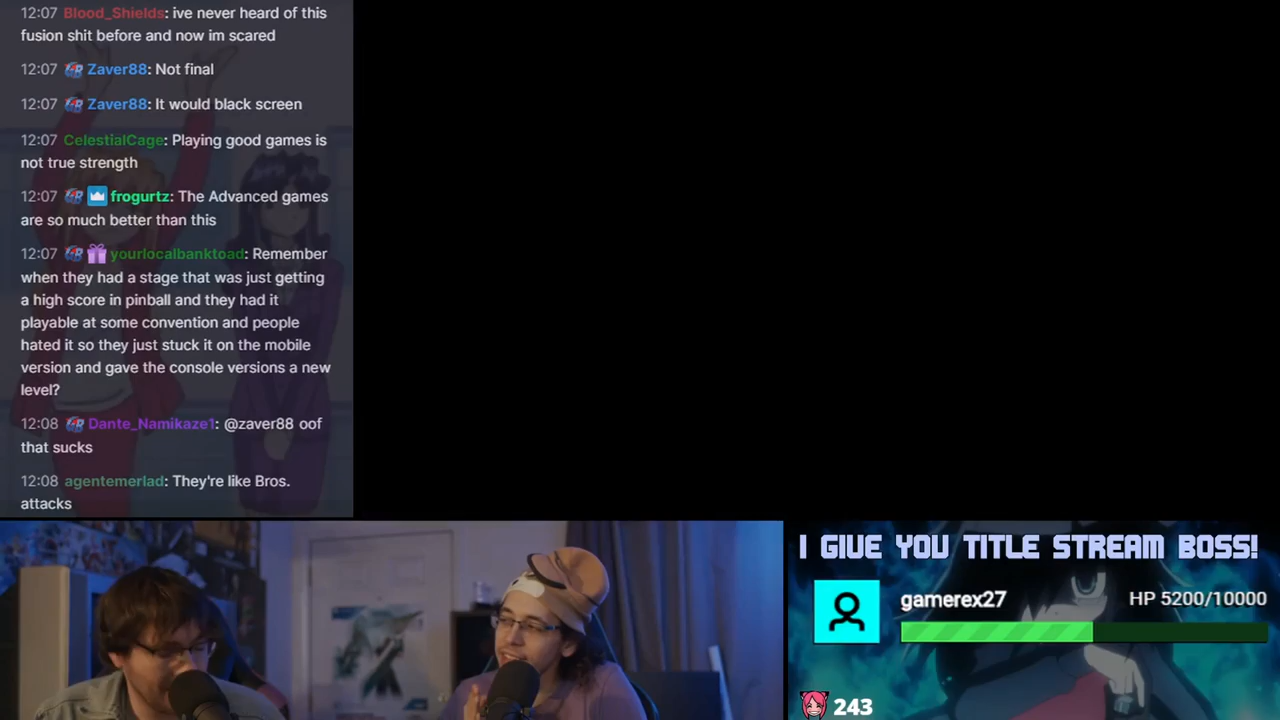 12:07 Blood_Shields: ive never heard of this
fusion shit before and now im scared
12:07 Zaver88: Not final
12:07 Zaver88: It would black screen
12:07 CelestialCage: Playing good games is
not true strength
12:07 frogurtz: The Advanced games
are so much better than this
12:07 yourlocalbanktoad: Remember
when they had a stage that was just getting
a high score in pinball and they had it
playable at some convention and people
hated it so they just stuck it on the mobile
version and gave the console versions a new
level?
12:08 Dante_Namikaze1: @zaver88 oof
that sucks
12:08 agentemerlad: They're like Bros.
attacks
I GIVE YOU TITLE STREAM BOSS!
gamerex27 HP 5200/10000
243